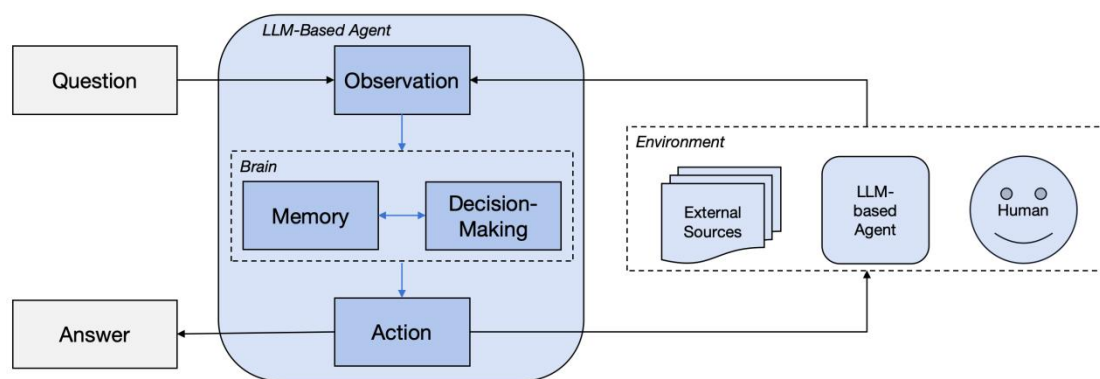 LLM-Based Agent
Question
Observation
Environment
Brain
Memory
Decision-
Making
External
Sources
LLM-
based
Agent
Human
Answer
Action